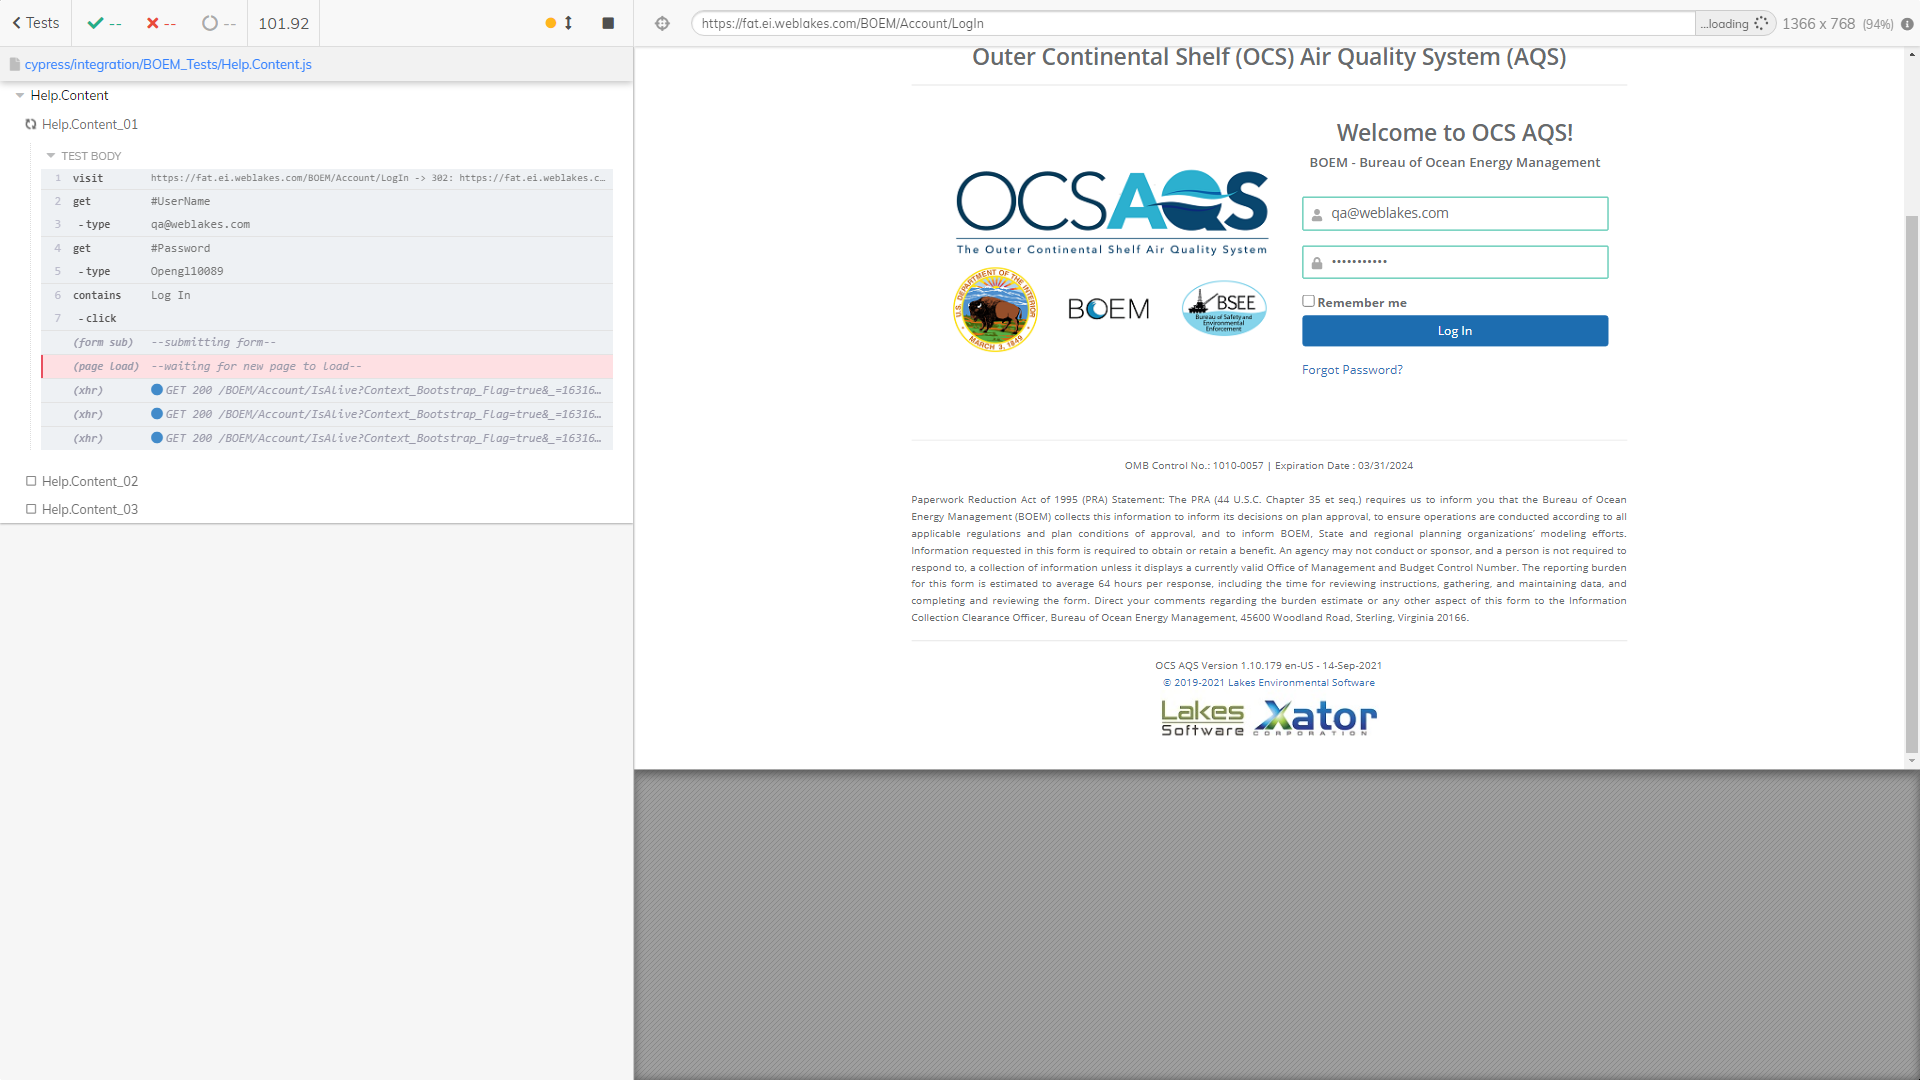 Tests
--
--
--
101.92
cypress/integration/BOEM_Tests/Help.Content.js
Help.Content
Help.Content_01
TEST BODY
1 visit https://fat.ei.weblakes.com/BOEM/Account/LogIn -> 302: https://fat.ei.weblakes.c...
2 get #UserName
3 -type qa@weblakes.com
4 get #Password
5 -type Opengl10089
6 contains Log In
7 -click
(form sub) --submitting form--
(page load) --waiting for new page to load--
(xhr) GET 200 /BOEM/Account/IsAlive?Context_Bootstrap_Flag=true&_=16316...
(xhr) GET 200 /BOEM/Account/IsAlive?Context_Bootstrap_Flag=true&_=16316...
(xhr) GET 200 /BOEM/Account/IsAlive?Context_Bootstrap_Flag=true&_=16316...
Help.Content_02
Help.Content_03
https://fat.ei.weblakes.com/BOEM/Account/LogIn
...loading
1366 x 768 (94%)
Outer Continental Shelf (OCS) Air Quality System (AQS)
OCSAQS
The Outer Continental Shelf Air Quality System
U.S. DEPARTMENT OF THE INTERIOR
MARCH 3, 1849
BOEM
BSEE
Bureau of Safety and
Environmental
Enforcement
Welcome to OCS AQS!
BOEM - Bureau of Ocean Energy Management
qa@weblakes.com
•••••••••••
Remember me
Log In
Forgot Password?
OMB Control No.: 1010-0057 | Expiration Date : 03/31/2024
Paperwork Reduction Act of 1995 (PRA) Statement: The PRA (44 U.S.C. Chapter 35 et seq.) requires us to inform you that the Bureau of Ocean
Energy Management (BOEM) collects this information to inform its decisions on plan approval, to ensure operations are conducted according to all
applicable regulations and plan conditions of approval, and to inform BOEM, State and regional planning organizations’ modeling efforts.
Information requested in this form is required to obtain or retain a benefit. An agency may not conduct or sponsor, and a person is not required to
respond to, a collection of information unless it displays a currently valid Office of Management and Budget Control Number. The reporting burden
for this form is estimated to average 64 hours per response, including the time for reviewing instructions, gathering, and maintaining data, and
completing and reviewing the form. Direct your comments regarding the burden estimate or any other aspect of this form to the Information
Collection Clearance Officer, Bureau of Ocean Energy Management, 45600 Woodland Road, Sterling, Virginia 20166.
OCS AQS Version 1.10.179 en-US - 14-Sep-2021
© 2019-2021 Lakes Environmental Software
Lakes
Software
Xator
CORPORATION